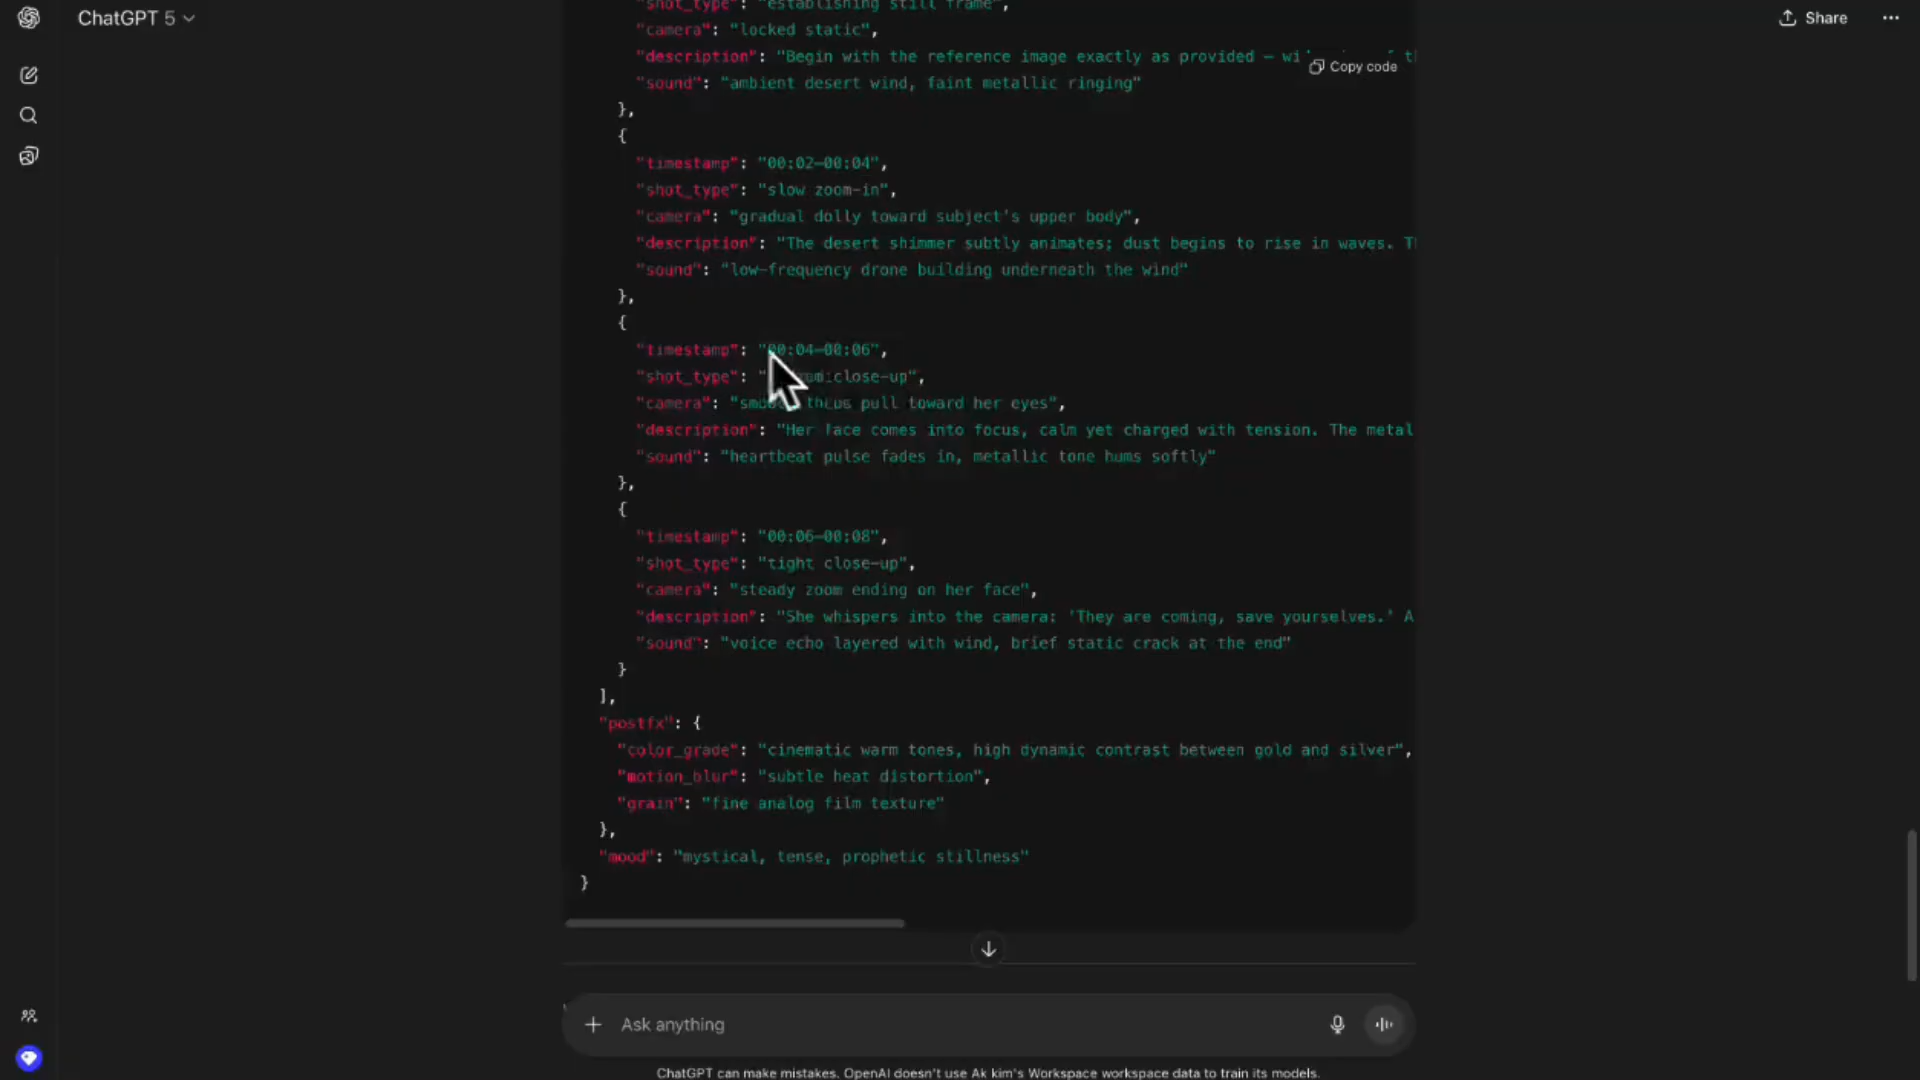 ChatGPT 5
Share
"shot_type": "establishing still frame",
"camera": "locked static",
"description": "Begin with the reference image exactly as provided —
Copy code
"sound": "ambient desert wind, faint metallic ringing"
},
{
"timestamp": "00:02–00:04",
"shot_type": "slow zoom-in",
"camera": "gradual dolly toward subject's upper body",
"description": "The desert shimmer subtly animates; dust begins to rise in waves.
"sound": "low-frequency drone building underneath the wind"
},
{
"timestamp": "00:04–00:06",
"shot_type": " close-up",
"camera": " pull toward her eyes",
"description": "Her face comes into focus, calm yet charged with tension. The metal
"sound": "heartbeat pulse fades in, metallic tone hums softly"
},
{
"timestamp": "00:06–00:08",
"shot_type": "tight close-up",
"camera": "steady zoom ending on her face",
"description": "She whispers into the camera: 'They are coming, save yourselves.' A
"sound": "voice echo layered with wind, brief static crack at the end"
}
],
"postfx": {
"color_grade": "cinematic warm tones, high dynamic contrast between gold and silver",
"motion_blur": "subtle heat distortion",
"grain": "fine analog film texture"
},
"mood": "mystical, tense, prophetic stillness"
}
Ask anything
ChatGPT can make mistakes. OpenAI doesn't use Ak kim's Workspace workspace data to train its models.